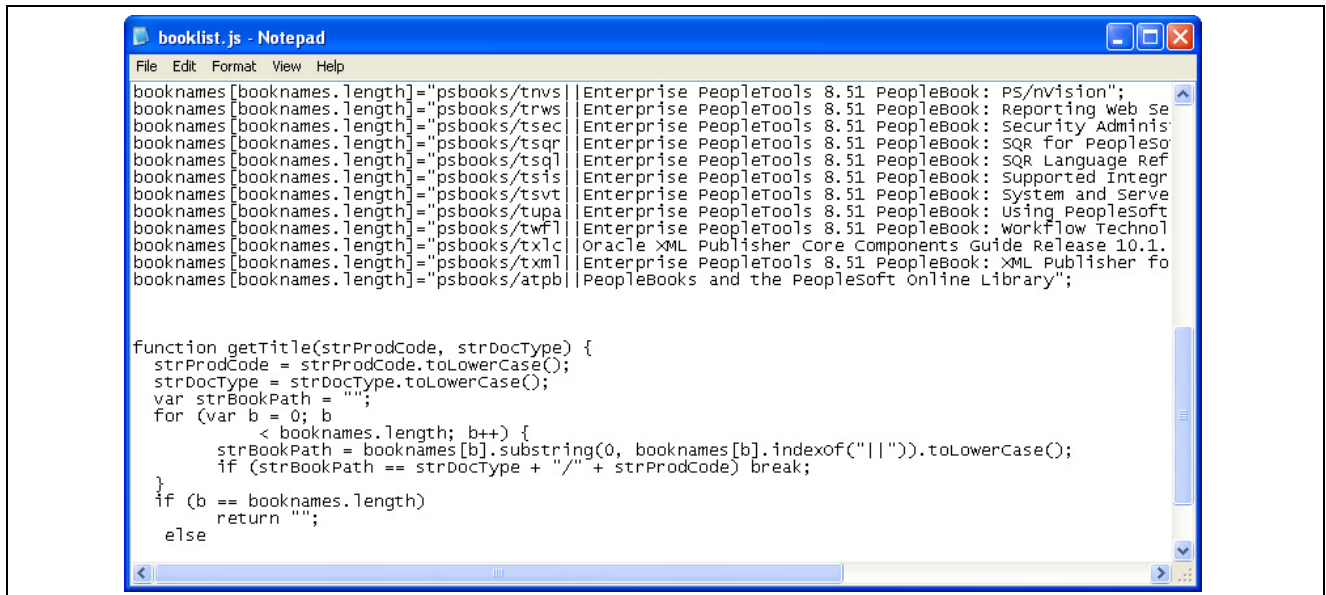 booklist.js - Notepad
File Edit Format View Help
booknames[booknames.length]="psbooks/tnvs||Enterprise PeopleTools 8.51 PeopleBook: PS/nVision";
booknames[booknames.length]="psbooks/trws||Enterprise PeopleTools 8.51 PeopleBook: Reporting Web Se
booknames[booknames.length]="psbooks/tsec||Enterprise PeopleTools 8.51 PeopleBook: Security Adminis
booknames[booknames.length]="psbooks/tsqr||Enterprise PeopleTools 8.51 PeopleBook: SQR for PeopleSo
booknames[booknames.length]="psbooks/tsql||Enterprise PeopleTools 8.51 PeopleBook: SQR Language Ref
booknames[booknames.length]="psbooks/tsis||Enterprise PeopleTools 8.51 PeopleBook: Supported Integr
booknames[booknames.length]="psbooks/tsvt||Enterprise PeopleTools 8.51 PeopleBook: System and Serve
booknames[booknames.length]="psbooks/tupa||Enterprise PeopleTools 8.51 PeopleBook: Using PeopleSoft
booknames[booknames.length]="psbooks/twfl||Enterprise PeopleTools 8.51 PeopleBook: Workflow Technol
booknames[booknames.length]="psbooks/txlc||Oracle XML Publisher Core Components Guide Release 10.1.
booknames[booknames.length]="psbooks/txml||Enterprise PeopleTools 8.51 PeopleBook: XML Publisher fo
booknames[booknames.length]="psbooks/atpb||PeopleBooks and the PeopleSoft Online Library";
function getTitle(strProdCode, strDocType) {
strProdCode = strProdCode.toLowerCase();
strDocType = strDocType.toLowerCase();
var strBookPath = "";
for (var b = 0; b
< booknames.length; b++) {
strBookPath = booknames[b].substring(0, booknames[b].indexOf("||")).toLowerCase();
if (strBookPath == strDocType + "/" + strProdCode) break;
}
if (b == booknames.length)
return "";
else